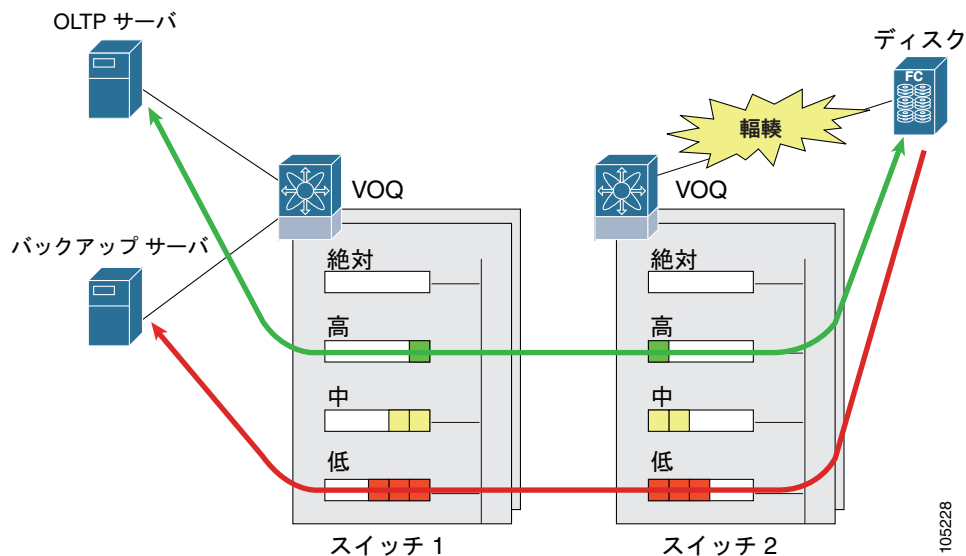 OLTP サーバ
ディスク
FC
輻輳
VOQ
VOQ
バックアップ サーバ
絶対
絶対
高
高
中
中
低
低
スイッチ 1
スイッチ 2
105228